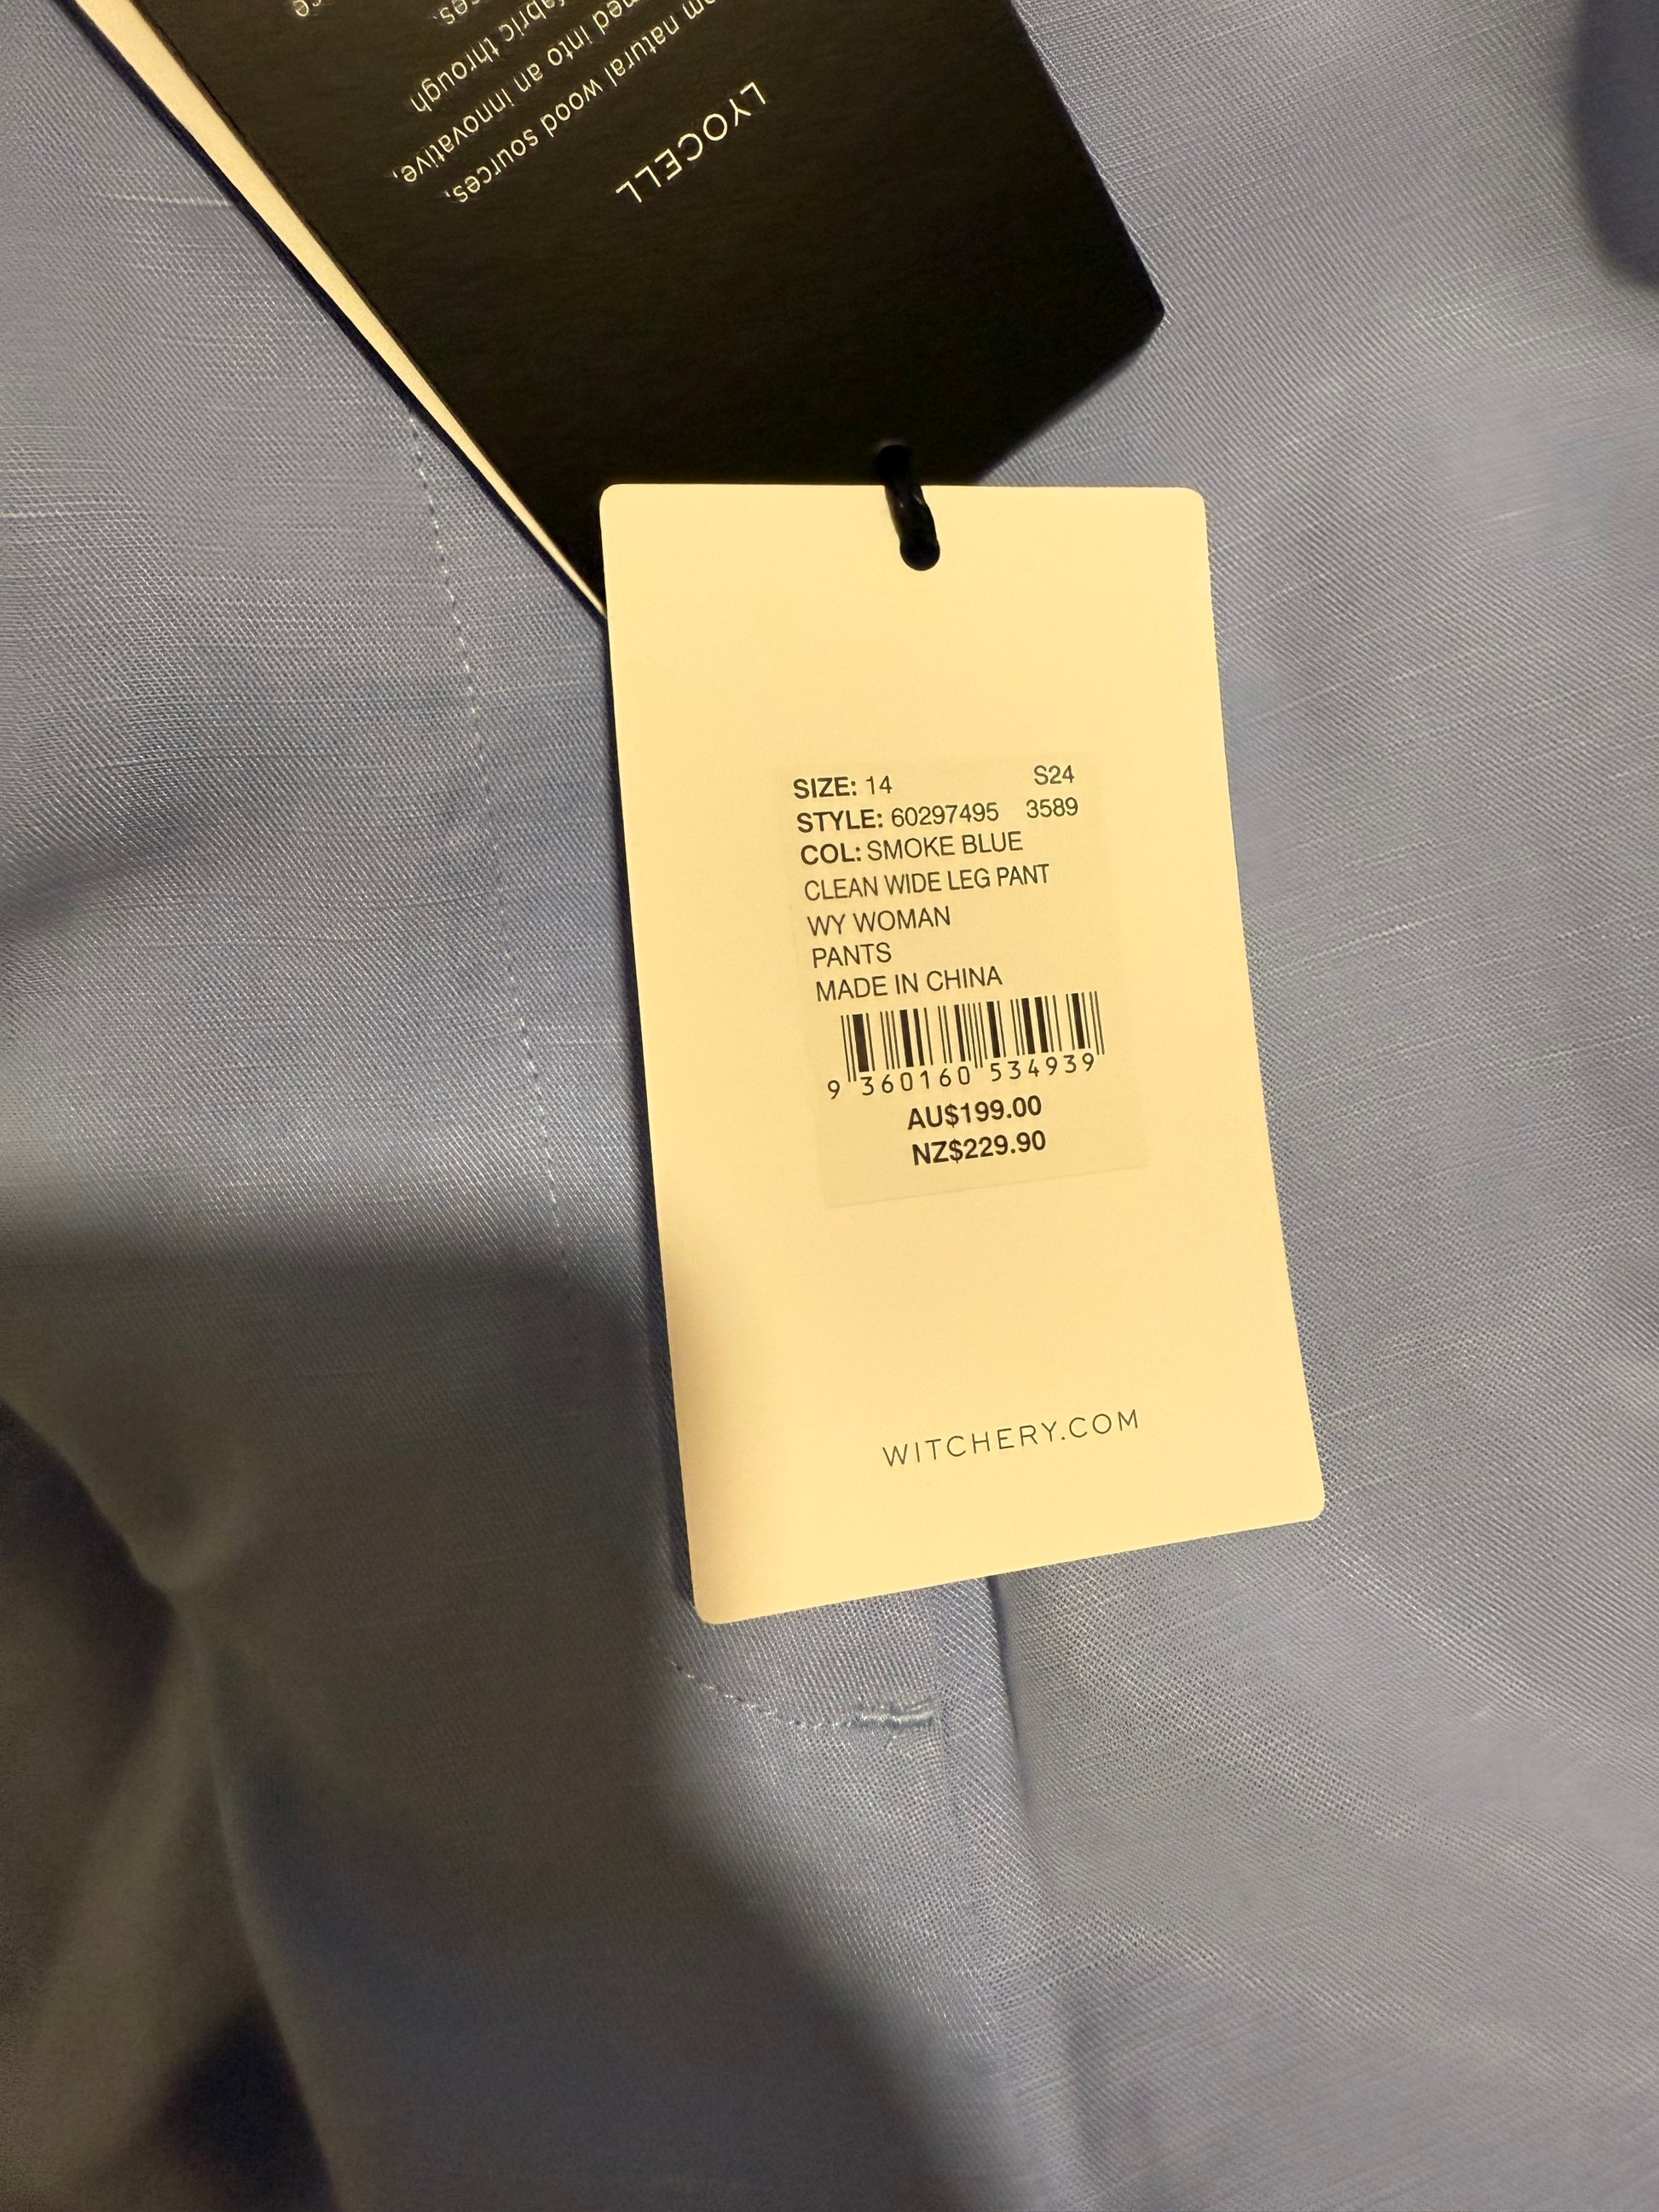 LYOCELL
natural wood sources,
into an innovative,
fabric through
SIZE: 14 S24
STYLE: 60297495 3589
COL: SMOKE BLUE
CLEAN WIDE LEG PANT
WY WOMAN
PANTS
MADE IN CHINA
9 360160 534939
AU$199.00
NZ$229.90
WITCHERY.COM